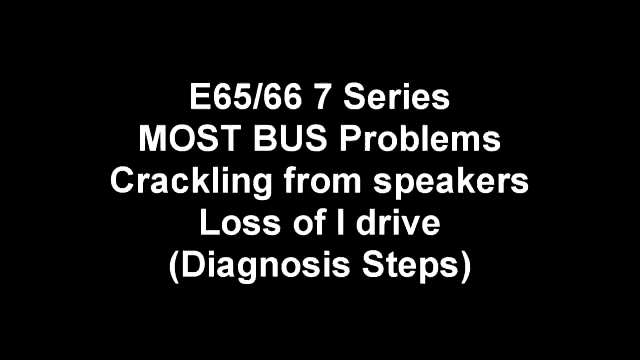 E65/66 7 Series
MOST BUS Problems
Crackling from speakers
Loss of I drive
(Diagnosis Steps)